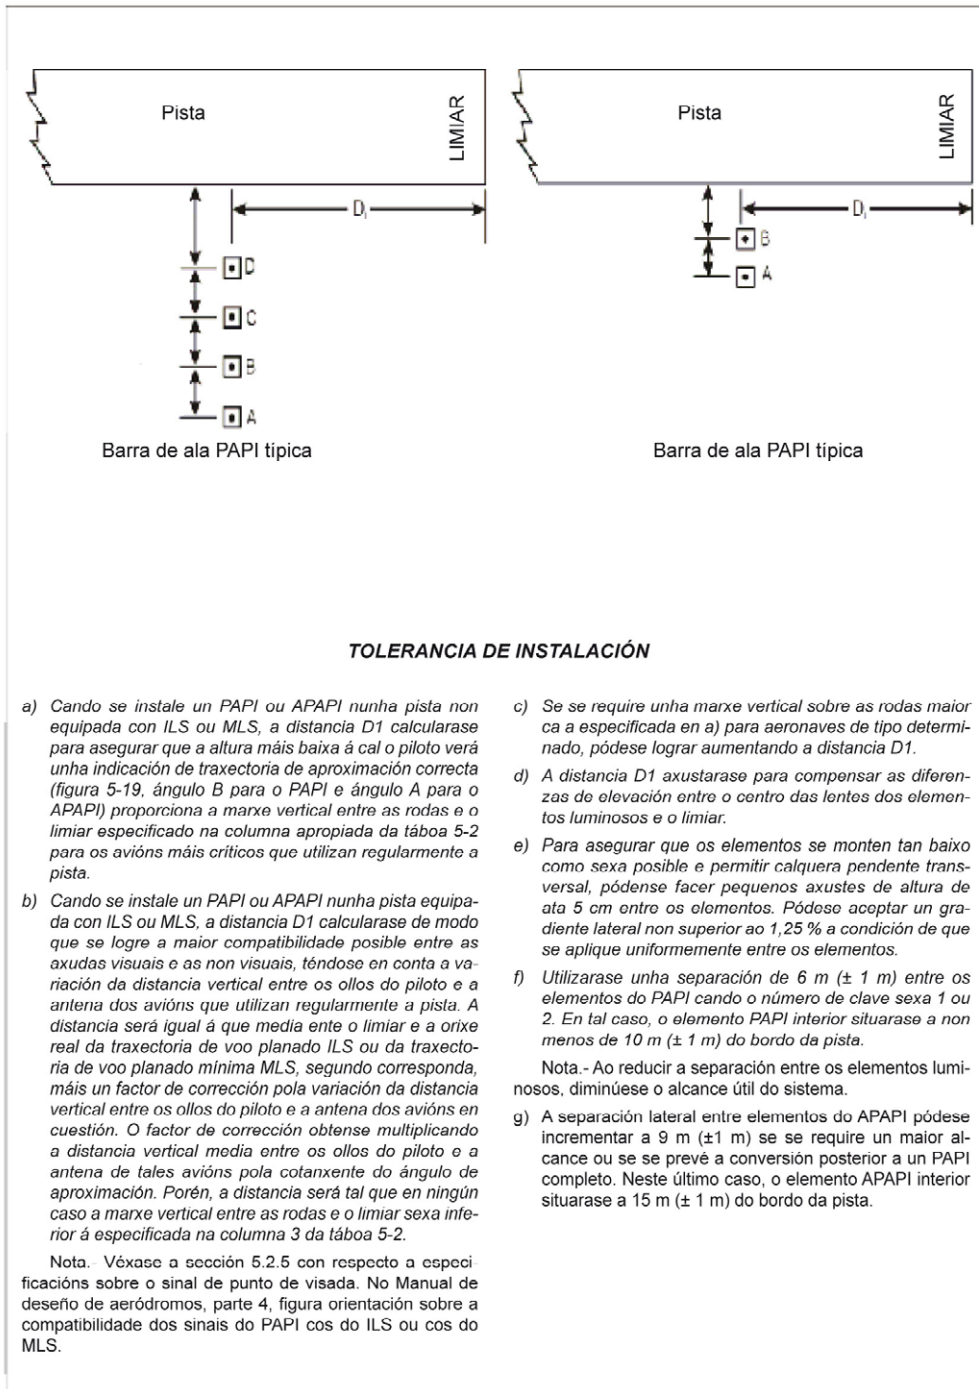 Pista
LIMIAR
D₁
D
C
B
A
Barra de ala PAPI típica
Pista
LIMIAR
D₁
B
A
Barra de ala PAPI típica
TOLERANCIA DE INSTALACIÓN
a) Cando se instale un PAPI ou APAPI nunha pista non
equipada con ILS ou MLS, a distancia D1 calcularase
para asegurar que a altura máis baixa á cal o piloto verá
unha indicación de traxectoria de aproximación correcta
(figura 5-19, ángulo B para o PAPI e ángulo A para o
APAPI) proporciona a marxe vertical entre as rodas e o
limiar especificado na columna apropiada da táboa 5-2
para os avións máis críticos que utilizan regularmente a
pista.
b) Cando se instale un PAPI ou APAPI nunha pista equipa-
da con ILS ou MLS, a distancia D1 calcularase de modo
que se logre a maior compatibilidade posible entre as
axudas visuais e as non visuais, téndose en conta a va-
riación da distancia vertical entre os ollos do piloto e a
antena dos avións que utilizan regularmente a pista. A
distancia será igual á que media ente o limiar e a orixe
real da traxectoria de voo planado ILS ou da traxecto-
ria de voo planado mínima MLS, segundo corresponda,
máis un factor de corrección pola variación da distancia
vertical entre os ollos do piloto e a antena dos avións en
cuestión. O factor de corrección obtense multiplicando
a distancia vertical media entre os ollos do piloto e a
antena de tales avións pola cotanxente do ángulo de
aproximación. Porén, a distancia será tal que en ningún
caso a marxe vertical entre as rodas e o limiar sexa infe-
rior á especificada na columna 3 da táboa 5-2.
Nota.- Véxase a sección 5.2.5 con respecto a especi
ficacións sobre o sinal de punto de visada. No Manual de
deseño de aeródromos, parte 4, figura orientación sobre a
compatibilidade dos sinais do PAPI cos do ILS ou cos do
MLS.
c) Se se require unha marxe vertical sobre as rodas maior
ca a especificada en a) para aeronaves de tipo determi-
nado, pódese lograr aumentando a distancia D1.
d) A distancia D1 axustarase para compensar as diferen-
zas de elevación entre o centro das lentes dos elemen-
tos luminosos e o limiar.
e) Para asegurar que os elementos se monten tan baixo
como sexa posible e permitir calquera pendente trans-
versal, pódense facer pequenos axustes de altura de
ata 5 cm entre os elementos. Pódese aceptar un gra-
diente lateral non superior ao 1,25 % a condición de que
se aplique uniformemente entre os elementos.
f) Utilizarase unha separación de 6 m (± 1 m) entre os
elementos do PAPI cando o número de clave sexa 1 ou
2. En tal caso, o elemento PAPI interior situarase a non
menos de 10 m (± 1 m) do bordo da pista.
Nota.- Ao reducir a separación entre os elementos lumi-
nosos, diminúese o alcance útil do sistema.
g) A separación lateral entre elementos do APAPI pódese
incrementar a 9 m (±1 m) se se require un maior al-
cance ou se se prevé a conversión posterior a un PAPI
completo. Neste último caso, o elemento APAPI interior
situarase a 15 m (± 1 m) do bordo da pista.